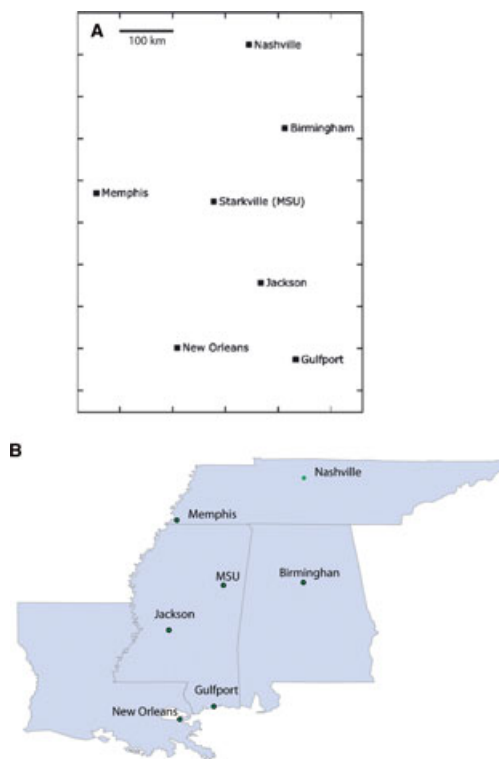 A
100 km
Nashville
Birmingham
Memphis
Starkville (MSU)
Jackson
New Orleans
Gulfport
B
Nashville
Memphis
MSU
Birminghan
Jackson
Gulfport
New Orleans